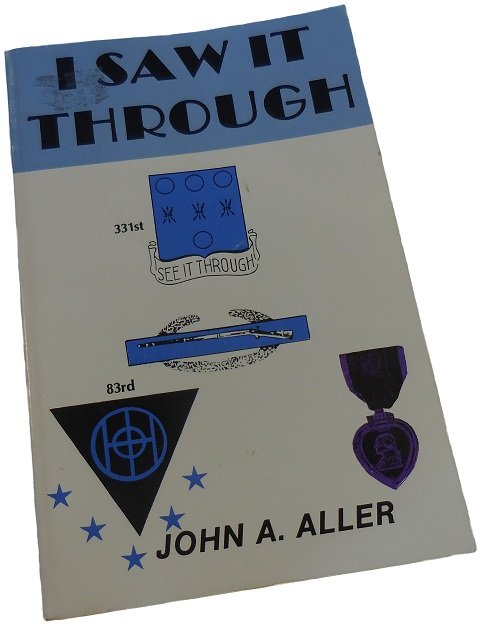 I SAW IT
THROUGH
331st
SEE IT THROUGH
83rd
JOHN A. ALLER